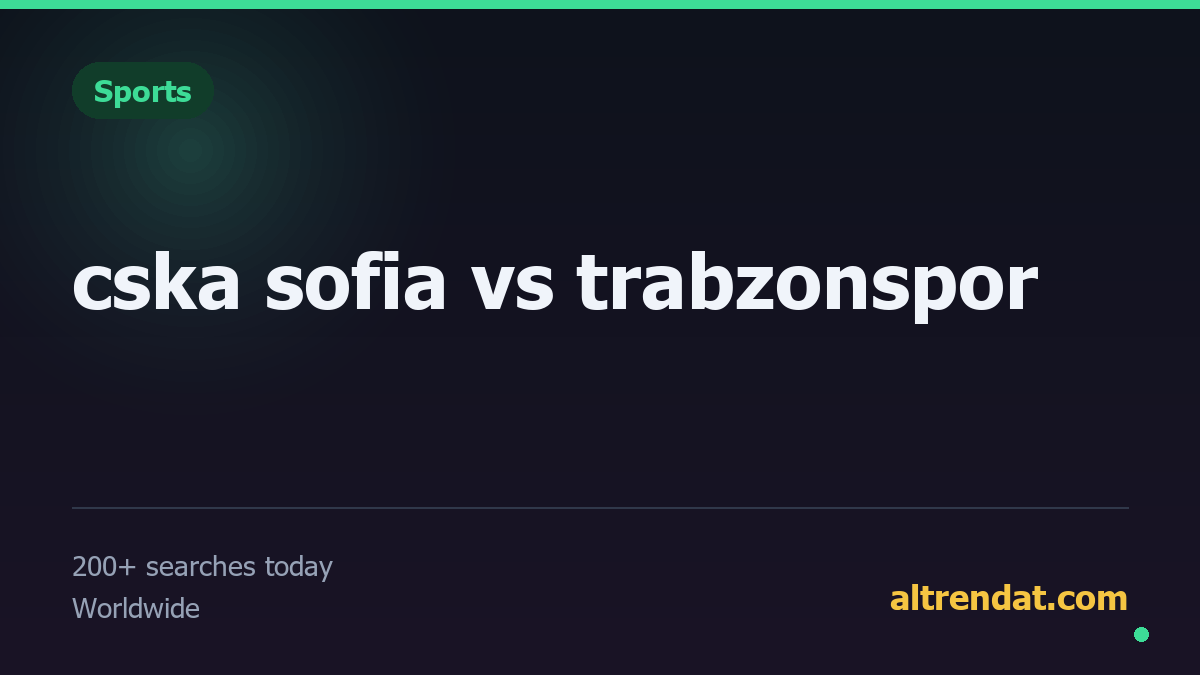 Sports
cska sofia vs trabzonspor
200+ searches today
Worldwide
altrendat.com